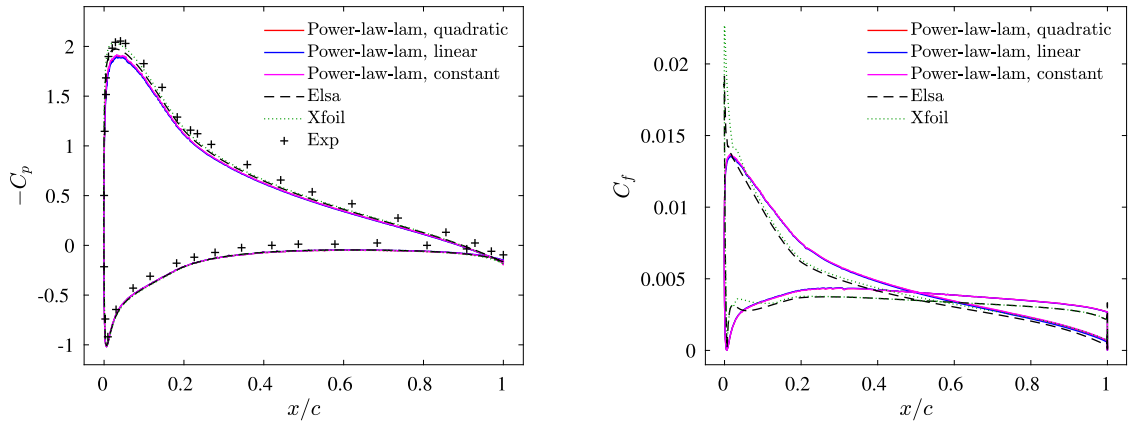 Power-law-lam, quadratic
Power-law-lam, linear
Power-law-lam, constant
Elsa
Xfoil
Exp
2
1.5
1
0.5
0
-0.5
-1
−C_p
0
0.2
0.4
0.6
0.8
1
x/c
Power-law-lam, quadratic
Power-law-lam, linear
Power-law-lam, constant
Elsa
Xfoil
0.02
0.015
0.01
0.005
0
C_f
0
0.2
0.4
0.6
0.8
1
x/c